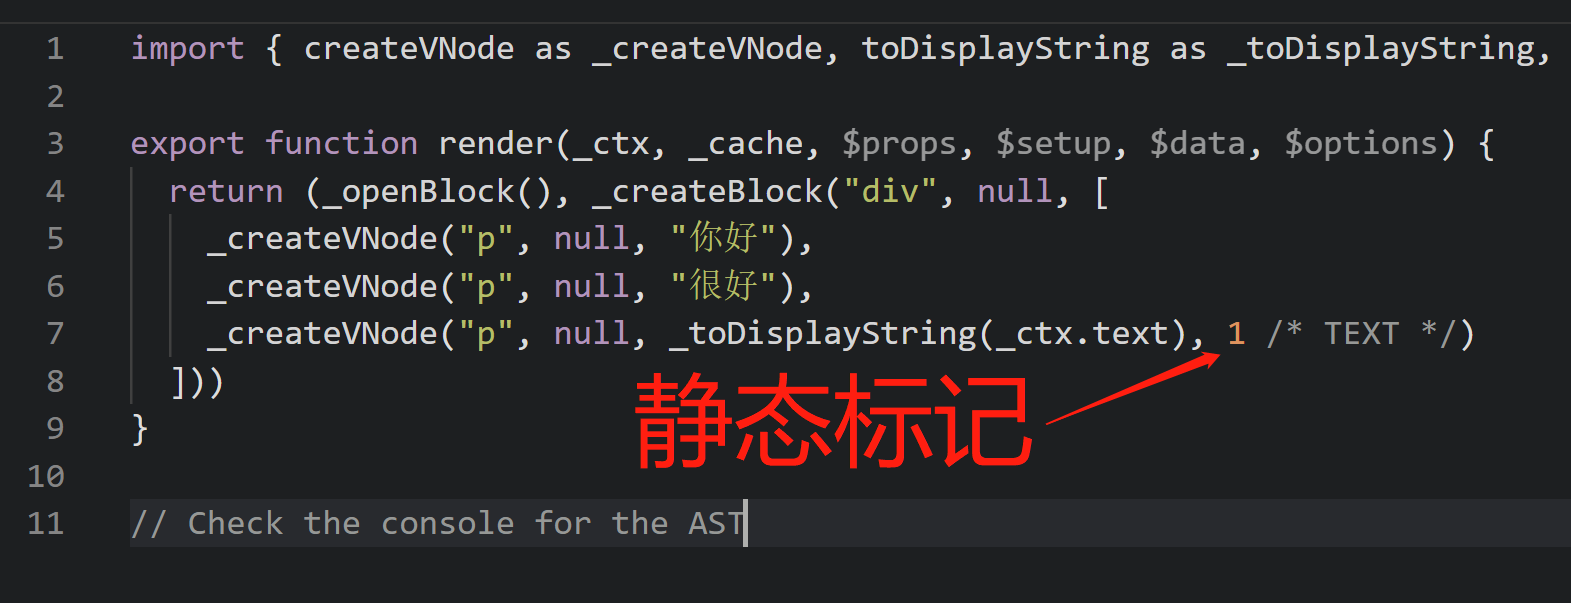 1 import { createVNode as _createVNode, toDisplayString as _toDisplayString,
2
3 export function render(_ctx, _cache, $props, $setup, $data, $options) {
4 return (_openBlock(), _createBlock("div", null, [
5 _createVNode("p", null, "你好"),
6 _createVNode("p", null, "很好"),
7 _createVNode("p", null, _toDisplayString(_ctx.text), 1 /* TEXT */)
8 ]))
静态标记
9 }
10
11 // Check the console for the AST